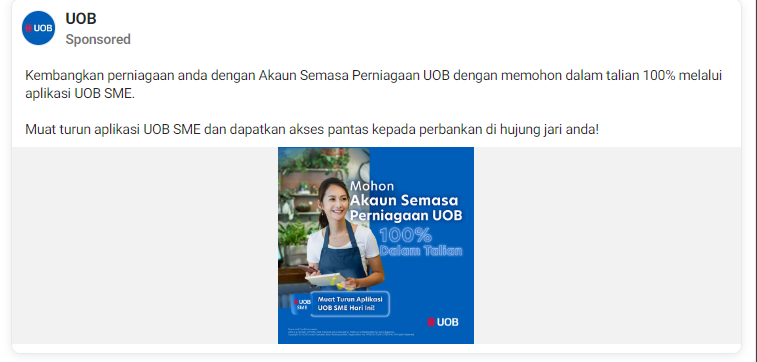 UOB
UOB
Sponsored
Kembangkan perniagaan anda dengan Akaun Semasa Perniagaan UOB dengan memohon dalam talian 100% melalui
aplikasi UOB SME.
Muat turun aplikasi UOB SME dan dapatkan akses pantas kepada perbankan di hujung jari anda!
Mohon
Akaun Semasa
Perniagaan UOB
100%
Dalam Talian
UOB
SME
Muat Turun Aplikasi
UOB SME Hari Ini!
UOB